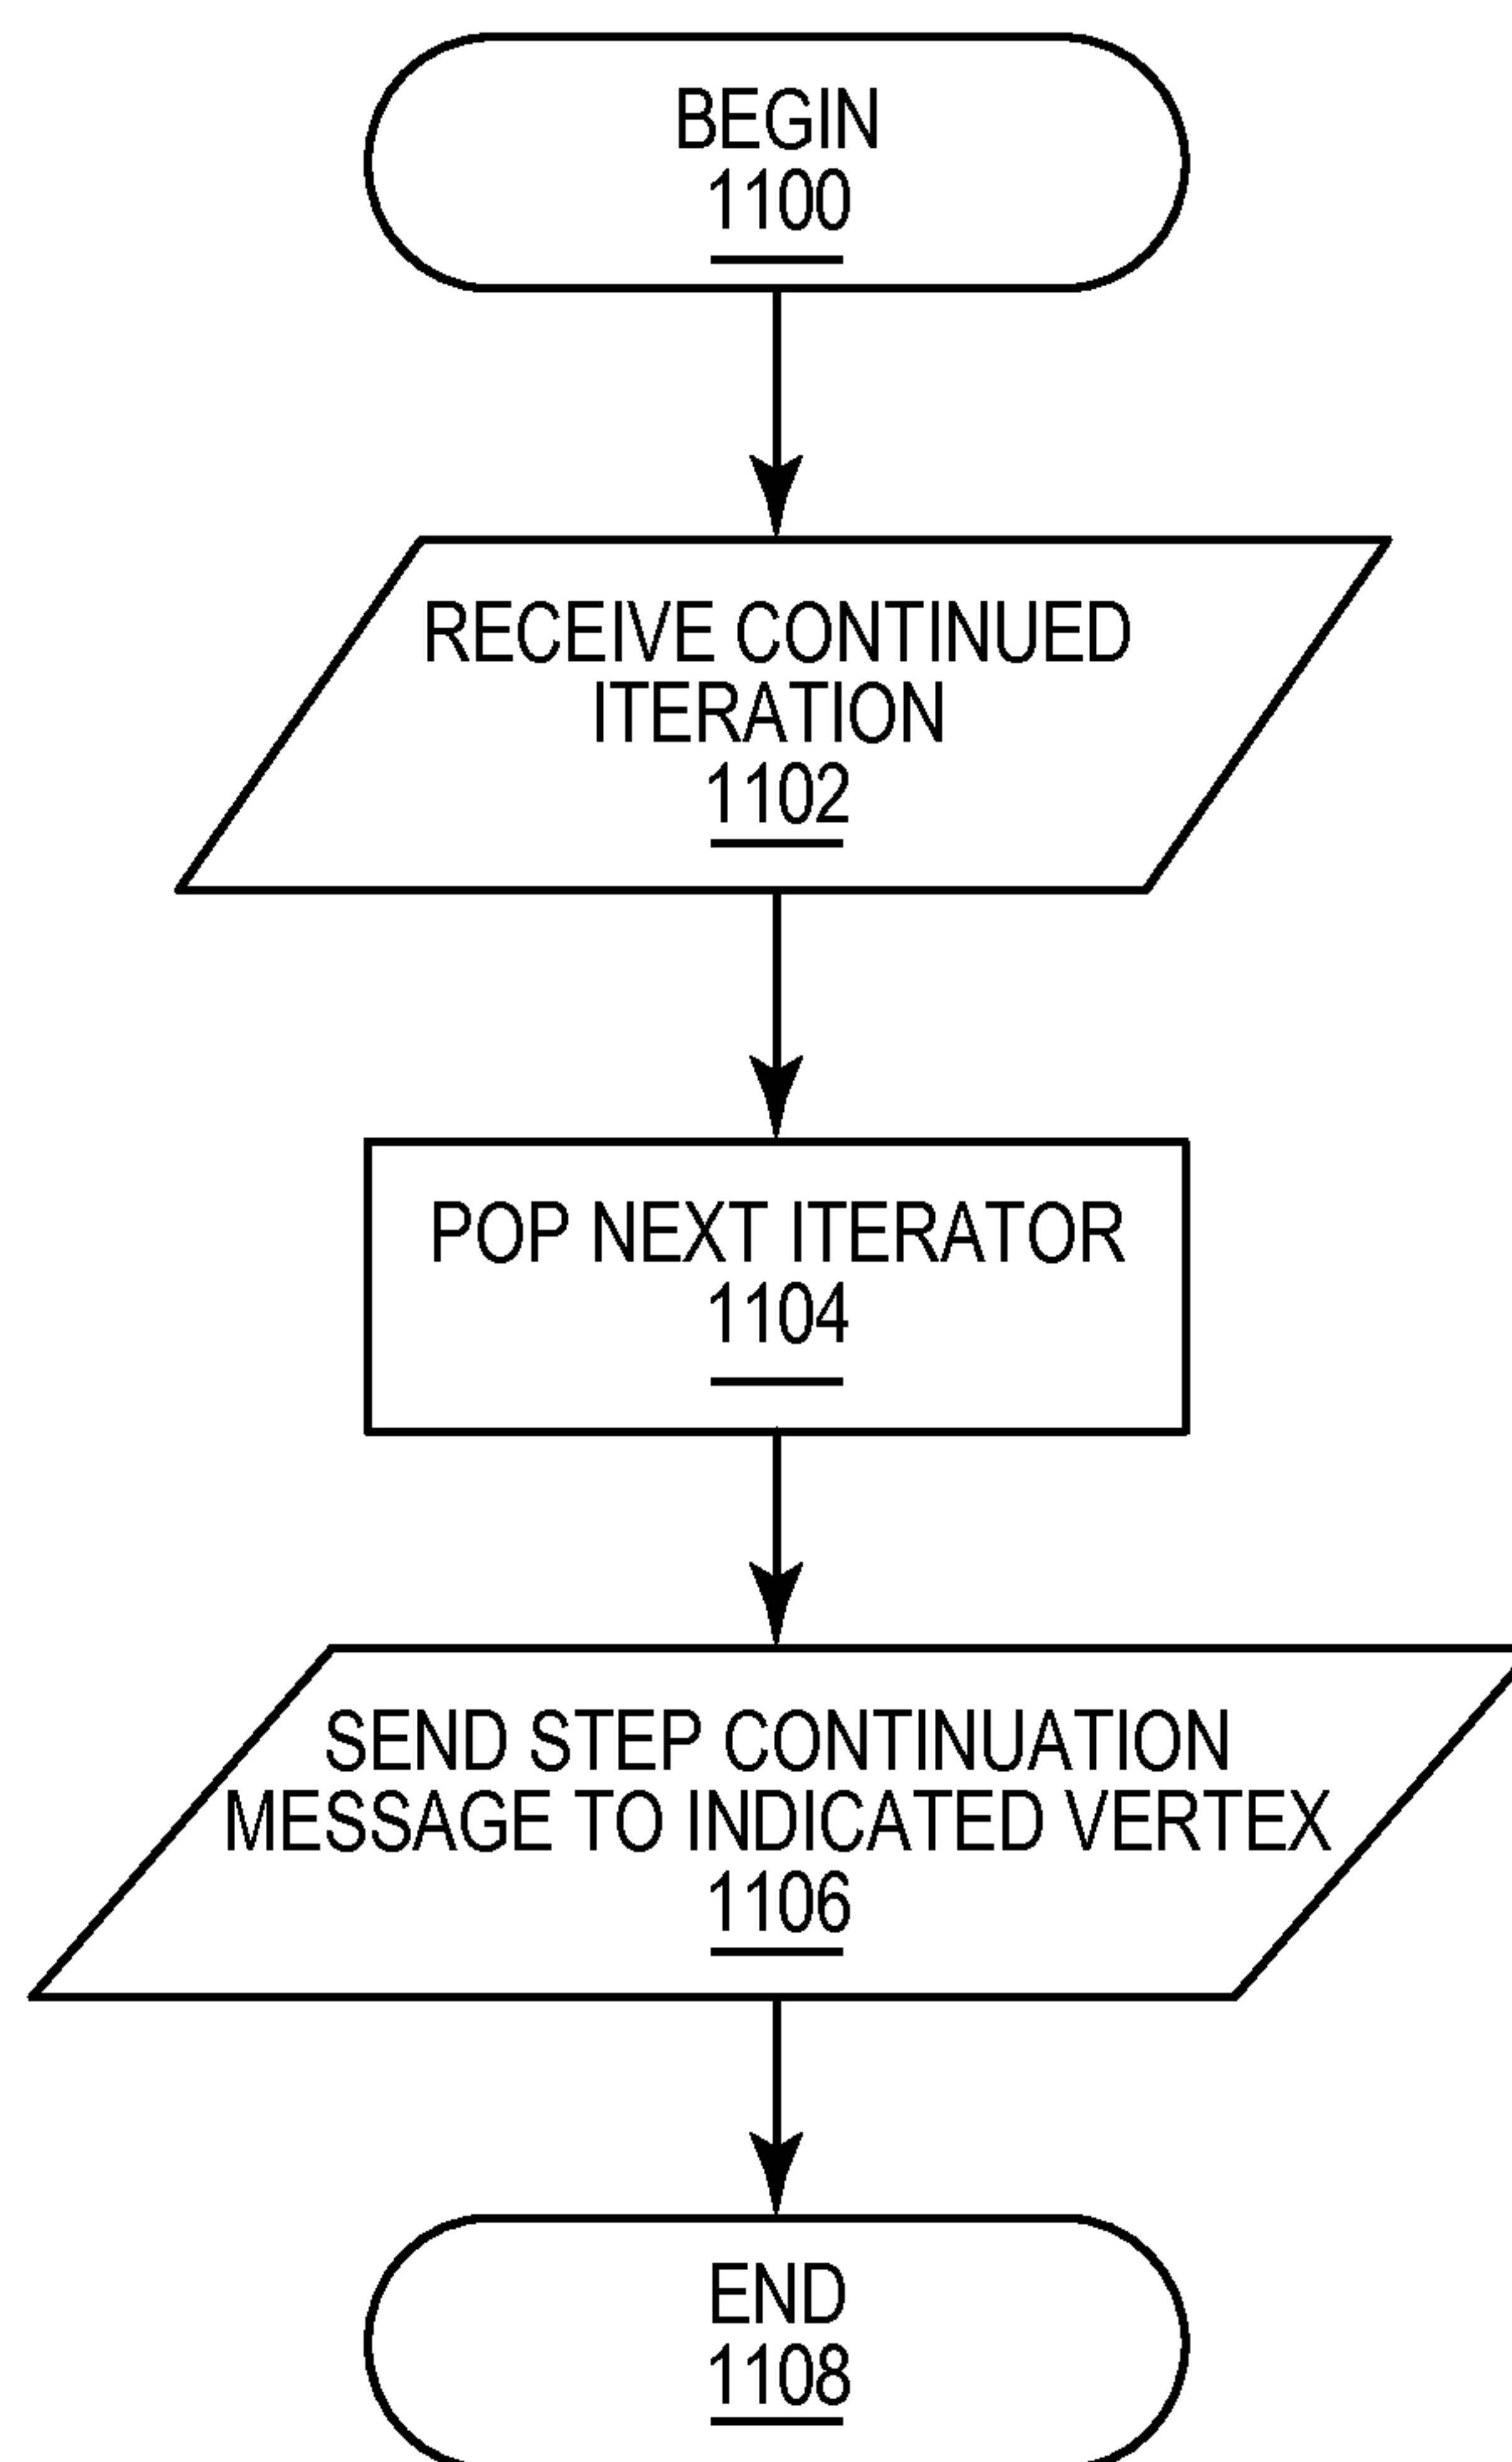 BEGIN
1100
RECEIVE CONTINUED
ITERATION
1102
POP NEXT ITERATOR
1104
SEND STEP CONTINUATION
MESSAGE TO INDICATED VERTEX
1106
END
1108